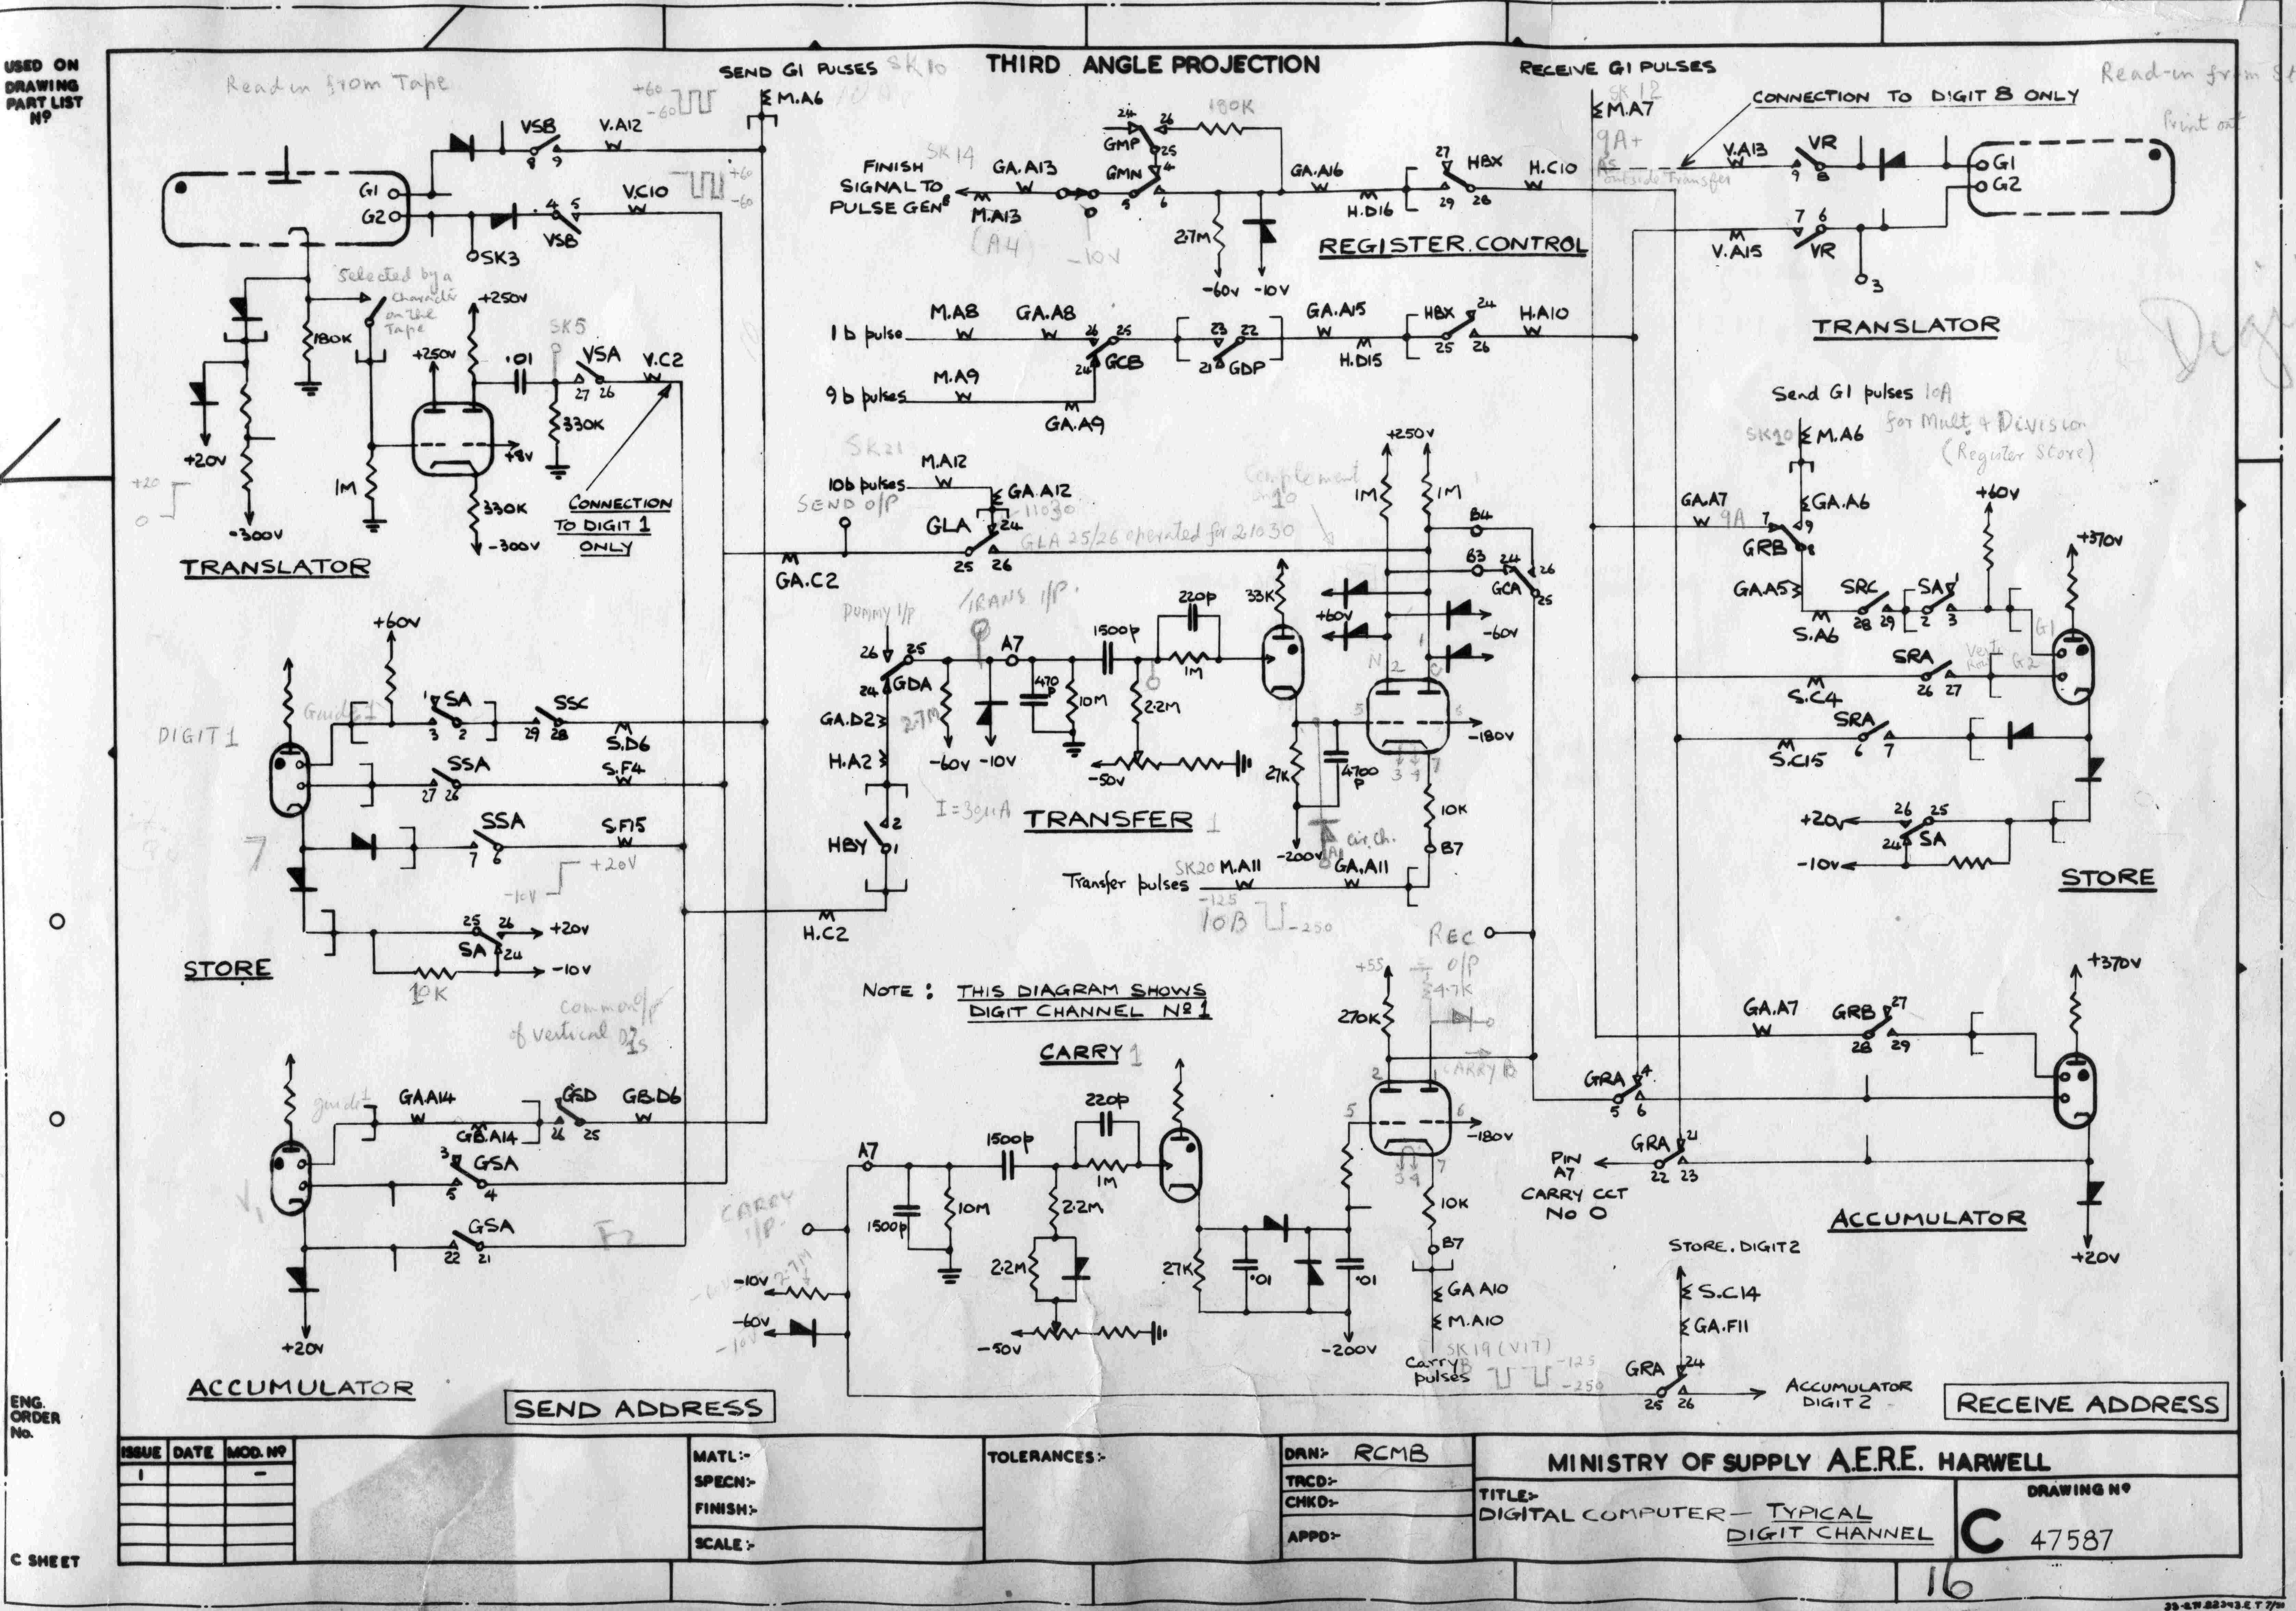 USED ON
DRAWING
PART LIST
Nº
THIRD ANGLE PROJECTION
Read in from Tape
SEND G1 PULSES SK10
+60
-60
M.A6
VSB
V.A12
8 9
G1
G2
V.C10
+60
-60
4 5
VSB
SK3
Selected by a
Character
on the
Tape
180K
+250V
+250V
·01
SK5
VSA
V.C2
27 26
330K
+20V
+8V
1M
330K
+20
0
-300V
-300V
CONNECTION
TO DIGIT 1
ONLY
TRANSLATOR
FINISH
SIGNAL TO
PULSE GENR
SK14
GA.A13
M.A13
(A4)
-10V
24 26
GMP
25
GMN
4
5 6
180K
GA.A16
H.D16
2·7M
-60V -10V
27
HBX
29 28
H.C10
REGISTER.CONTROL
1 b pulse
M.A8
GA.A8
26 25
24
GCB
23 22
21 GDP
GA.A15
H.D15
HBX 24
25 26
H.A10
9 b pulses
M.A9
GA.A9
RECEIVE G1 PULSES
SK12
M.A7
9A+
A5
outside Transfer
CONNECTION TO DIGIT 8 ONLY
Read-in from St
Print out
V.A13
VR
9 8
G1
G2
V.A15
7 6
VR
3
TRANSLATOR
Digi
Send G1 pulses 10A
for Mult & Division
(Register Store)
SK10 M.A6
GA.A7
9A
7 9
GRB
8
GA.A6
+60V
+370V
GA.A5
S.A6
SRC
28 29
SA 1
2 3
G1
SRA
26 27
G2
S.C4
SRA
6 7
S.C15
26 25
+20V
24 SA
-10V
STORE
SK21
10b pulses
M.A12
GA.A12
SEND O/P
11030
GLA
24
25 26
GLA 25/26 operated for 21030
Complement
GA.C2
+250V
1M
1M
B4
B3
24 26
GCA
25
+60V
-60V
DUMMY I/P
TRANS I/P.
26 25
24 GDA
GA.D2
H.A2
2·7M
-60V -10V
A7
470
P
10M
1500p
220p
1M
2·2M
-50V
33K
27K
4700
P
-200V
N 2
5 6
3 4 7
-180V
10K
B7
I=30µA
TRANSFER 1
HBY
2
1
H.C2
Transfer pulses
SK20 M.A11
GA.A11
-125
10B
-250
cir.ch.
DIGIT 1
+60V
Guide 1
1 SA
3 2
SSC
29 28
S.D6
SSA
27 26
S.F4
SSA
7 6
S.F15
+20V
-10V
25 26
SA
24
+20V
-10V
10K
STORE
Common o/p
of Vertical
NOTE : THIS DIAGRAM SHOWS
DIGIT CHANNEL Nº 1
REC
O/P
+55
4·7K
270K
CARRY B
CARRY 1
guide 1
GA.A14
GB.A14
GSD
26 25
GB.D6
3
GSA
5 4
GSA
22 21
V1
+20V
ACCUMULATOR
SEND ADDRESS
CARRY
I/P.
A7
1500p
10M
1500p
220p
1M
2·2M
2·2M
-10V
2·7M
-60V
-10V
-50V
27K
·01
·01
-200V
2 1
5 6
3 4 7
-180V
10K
B7
GA A10
M.A10
SK19 (V17)
Carry
pulses
-125
-250
GRA 4
5 6
GA.A7
GRB 27
28 29
+370V
GRA 21
22 23
PIN
A7
CARRY CCT
No 0
ACCUMULATOR
+20V
STORE. DIGIT2
S.C14
GA.F11
GRA 24
25 26
ACCUMULATOR
DIGIT 2
RECEIVE ADDRESS
ENG.
ORDER
No.
C SHEET
ISSUE DATE MOD. Nº
1 -
MATL:-
SPECN:-
FINISH:-
SCALE:-
TOLERANCES:-
DRN:- RCMB
TRCD:-
CHKD:-
APPD:-
MINISTRY OF SUPPLY A.E.R.E. HARWELL
TITLE:-
DIGITAL COMPUTER — TYPICAL
DIGIT CHANNEL
DRAWING Nº
C 47587
16